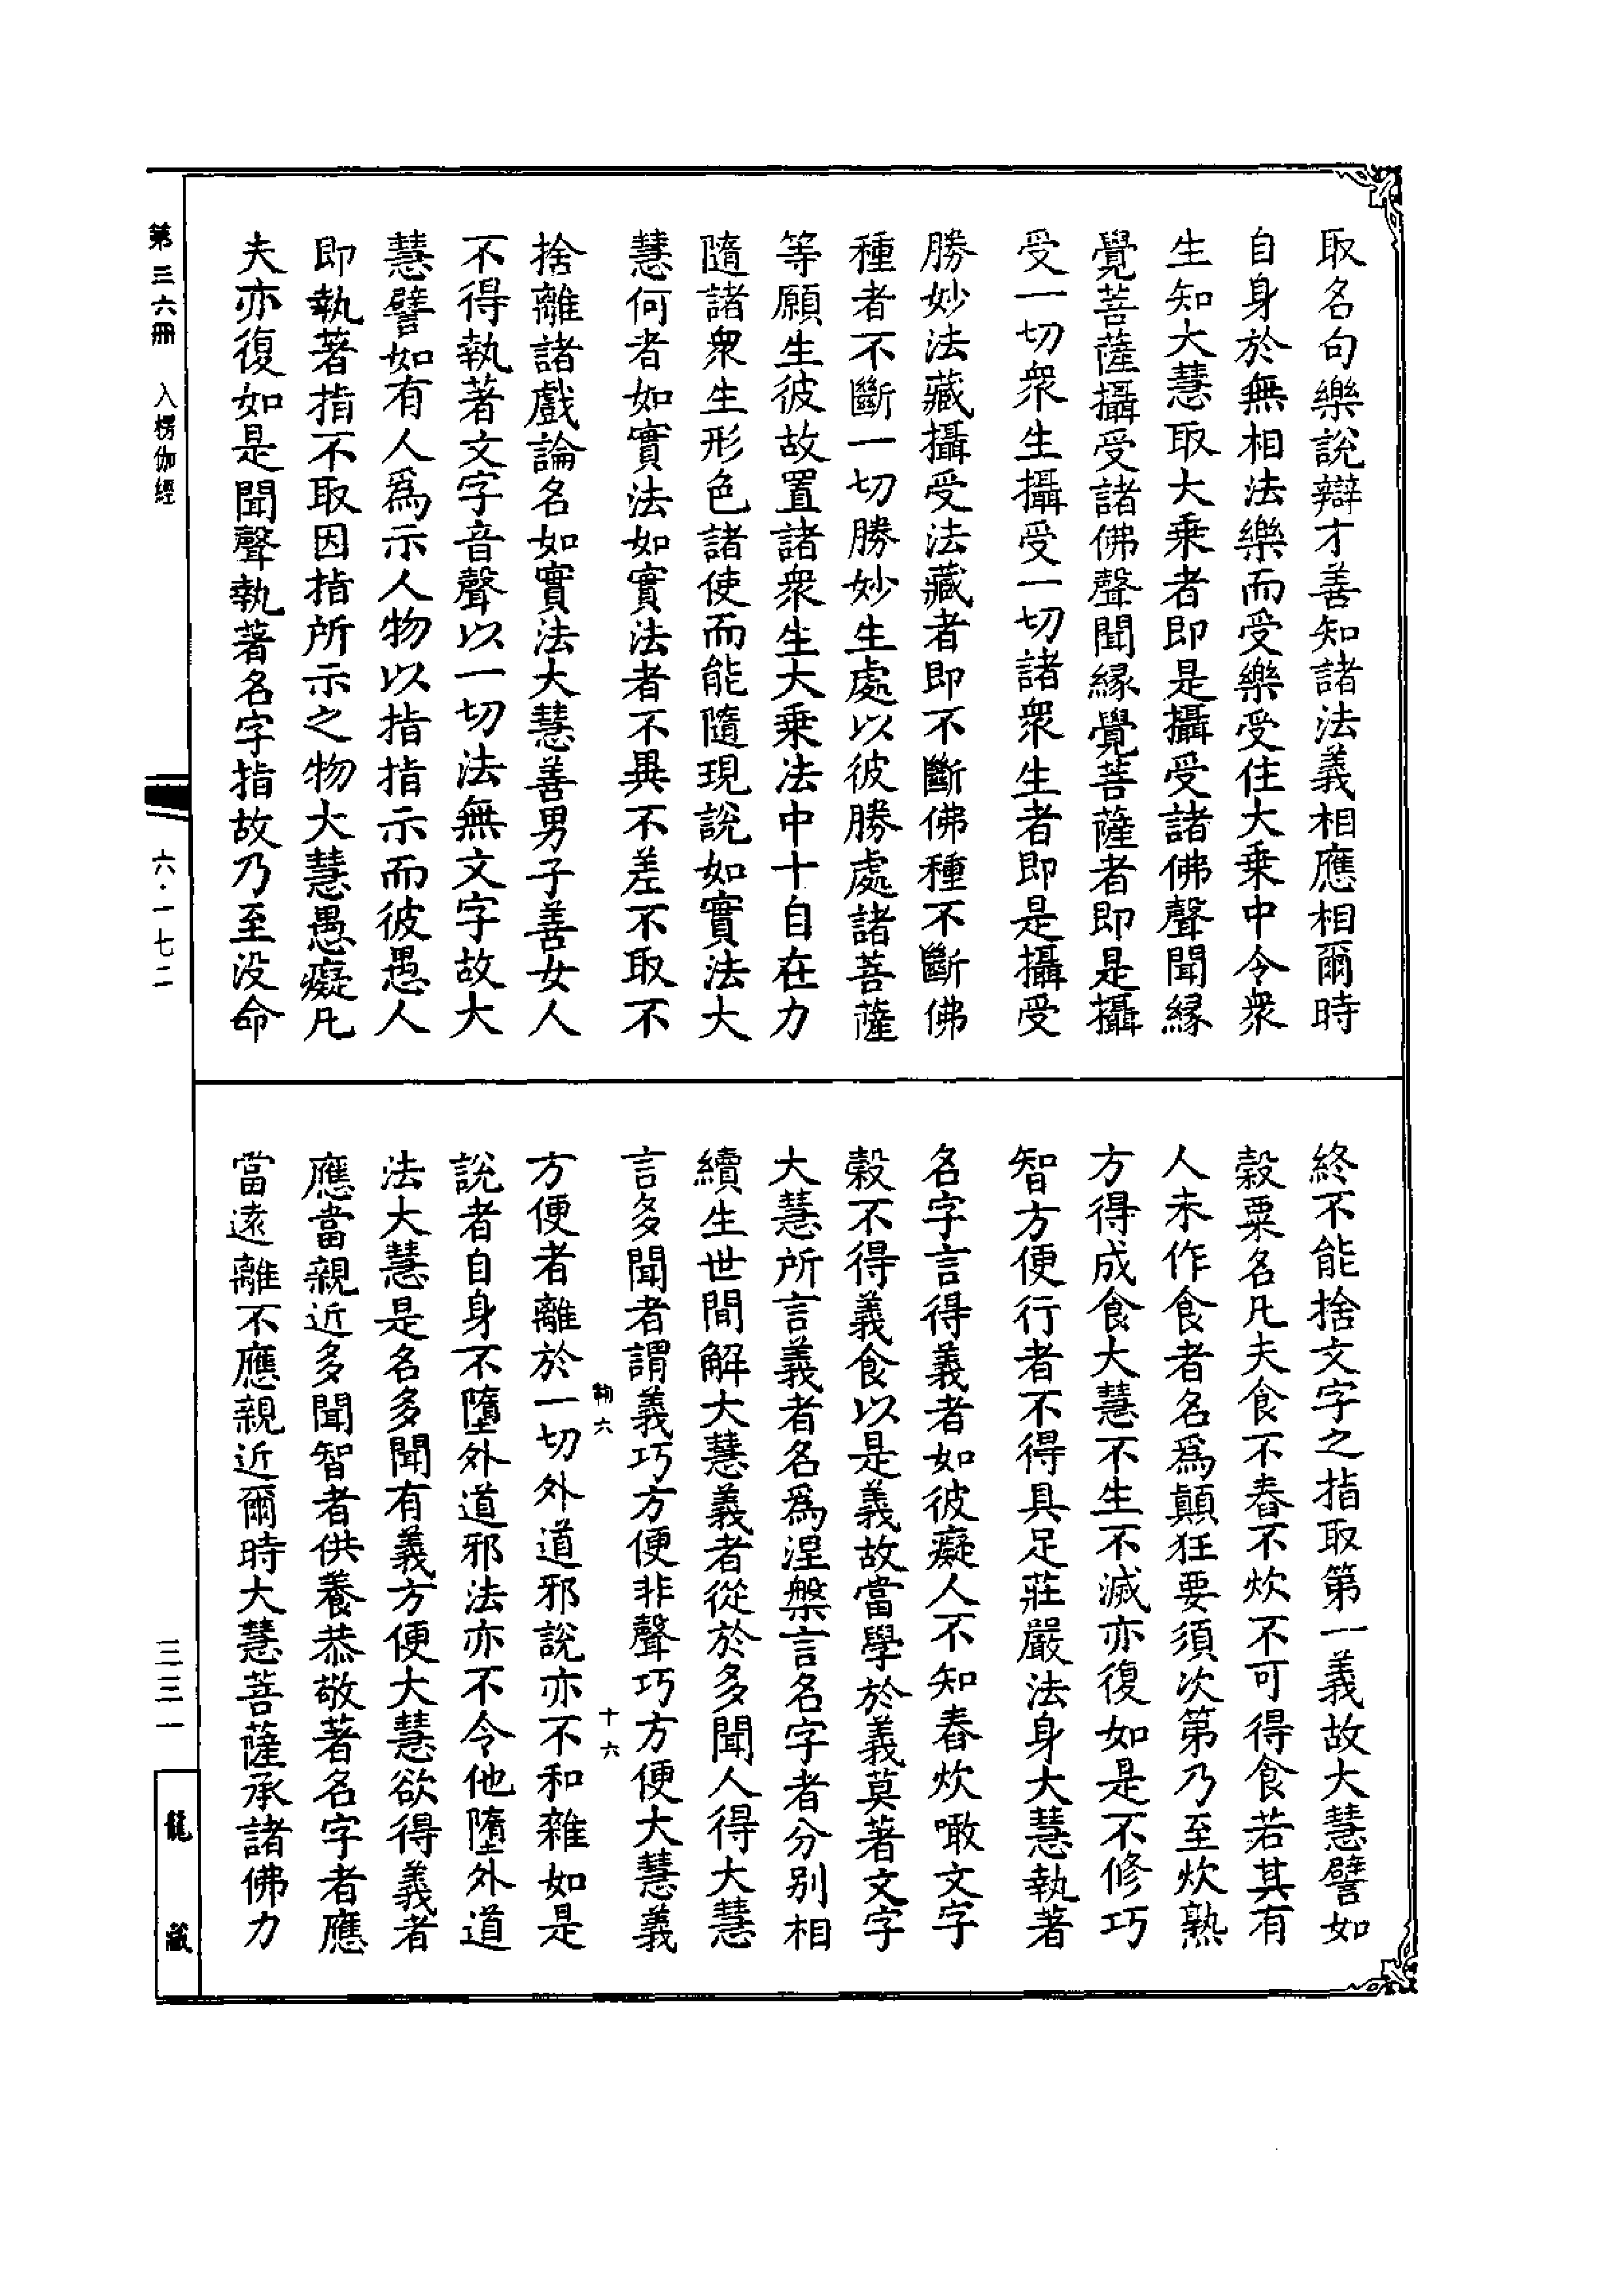 取名句樂說辯才善知諸法義相應相爾時
自身於無相法樂而受樂受住大乗中令衆
生知大慧取大乗者即是攝受諸佛聲聞緣
覺菩薩攝受諸佛聲聞緣覺菩薩者即是攝
受一切衆生攝受一切諸衆生者即是攝受
勝妙法藏攝受法藏者即不斷佛種不斷佛
種者不斷一切勝妙生處以彼勝處諸菩薩
等願生彼故置諸衆生大乗法中十自在力
隨諸衆生形色諸使而能隨現說如實法大
慧何者如實法如實法者不異不差不取不
捨離諸戲論名如實法大慧善男子善女人
不得執著文字音聲以一切法無文字故大
慧譬如有人爲示人物以指指示而彼愚人
即執著指不取因指所示之物大慧愚癡凡
夫亦復如是聞聲執著名字指故乃至没命
終不能捨文字之指取第一義故大慧譬如
穀粟名凡夫食不舂不炊不可得食若其有
人未作食者名爲顛狂要須次第乃至炊熟
方得成食大慧不生不滅亦復如是不修巧
智方便行者不得具足莊嚴法身大慧執著
名字言得義者如彼癡人不知舂炊噉文字
穀不得義食以是義故當學於義莫著文字
大慧所言義者名爲涅槃言名字者分别相
續生世間解大慧義者從於多聞人得大慧
言多聞者謂義巧方便非聲巧方便大慧義
方便者離於一切外道邪說亦不和雜如是
說者自身不墮外道邪法亦不令他墮外道
法大慧是名多聞有義方便大慧欲得義者
應當親近多聞智者供養恭敬著名字者應
當遠離不應親近爾時大慧菩薩承諸佛力
十六
第三六冊 入楞伽經
六·一七二
三三一
龍藏